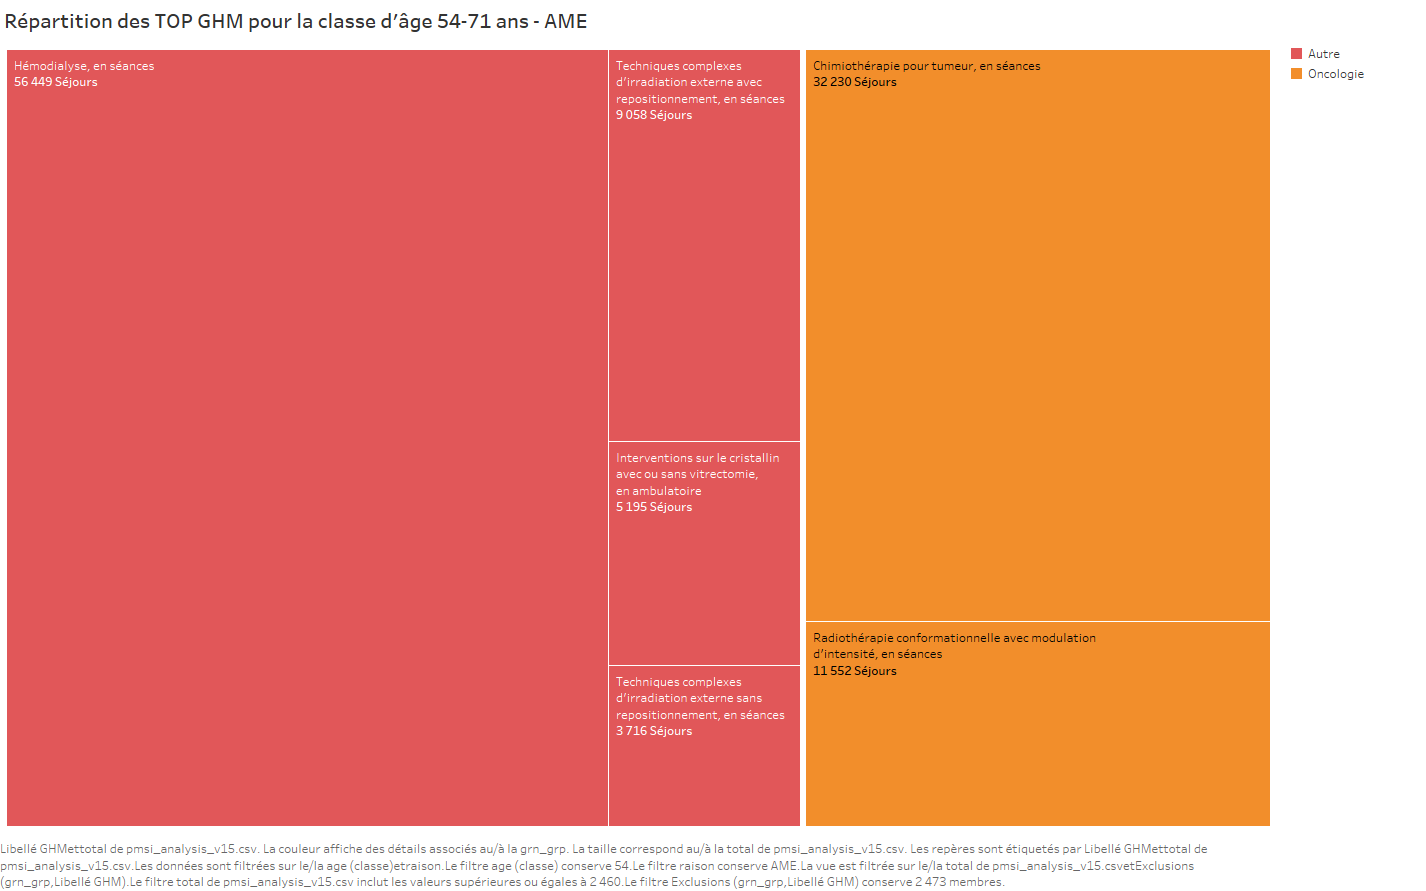 Répartition des TOP GHM pour la classe d’âge 54-71 ans - AME
Hémodialyse, en séances
56 449 Séjours
Techniques complexes
d’irradiation externe avec
repositionnement, en séances
9 058 Séjours
Interventions sur le cristallin
avec ou sans vitrectomie,
en ambulatoire
5 195 Séjours
Techniques complexes
d’irradiation externe sans
repositionnement, en séances
3 716 Séjours
Chimiothérapie pour tumeur, en séances
32 230 Séjours
Radiothérapie conformationnelle avec modulation
d’intensité, en séances
11 552 Séjours
Autre
Oncologie
Libellé GHMettotal de pmsi_analysis_v15.csv. La couleur affiche des détails associés au/à la grn_grp. La taille correspond au/à la total de pmsi_analysis_v15.csv. Les repères sont étiquetés par Libellé GHMettotal de
pmsi_analysis_v15.csv.Les données sont filtrées sur le/la age (classe)etraison.Le filtre age (classe) conserve 54.Le filtre raison conserve AME.La vue est filtrée sur le/la total de pmsi_analysis_v15.csvetExclusions
(grn_grp,Libellé GHM).Le filtre total de pmsi_analysis_v15.csv inclut les valeurs supérieures ou égales à 2 460.Le filtre Exclusions (grn_grp,Libellé GHM) conserve 2 473 membres.